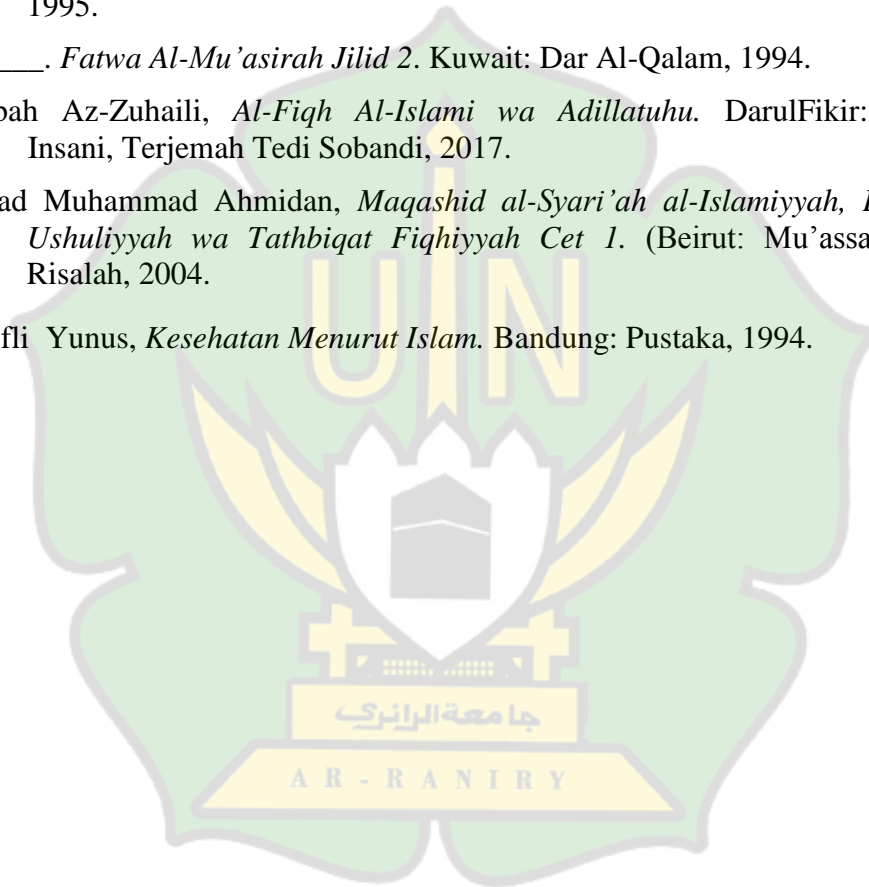 1995.
___. Fatwa Al-Mu’asirah Jilid 2. Kuwait: Dar Al-Qalam, 1994.
bah Az-Zuhaili, Al-Fiqh Al-Islami wa Adillatuhu. DarulFikir:
Insani, Terjemah Tedi Sobandi, 2017.
ad Muhammad Ahmidan, Maqashid al-Syari’ah al-Islamiyyah,
Ushuliyyah wa Tathbiqat Fiqhiyyah Cet 1. (Beirut: Mu’assa
Risalah, 2004.
fli Yunus, Kesehatan Menurut Islam. Bandung: Pustaka, 1994.
UIN
جامعة الرانري
AR-RANIRY